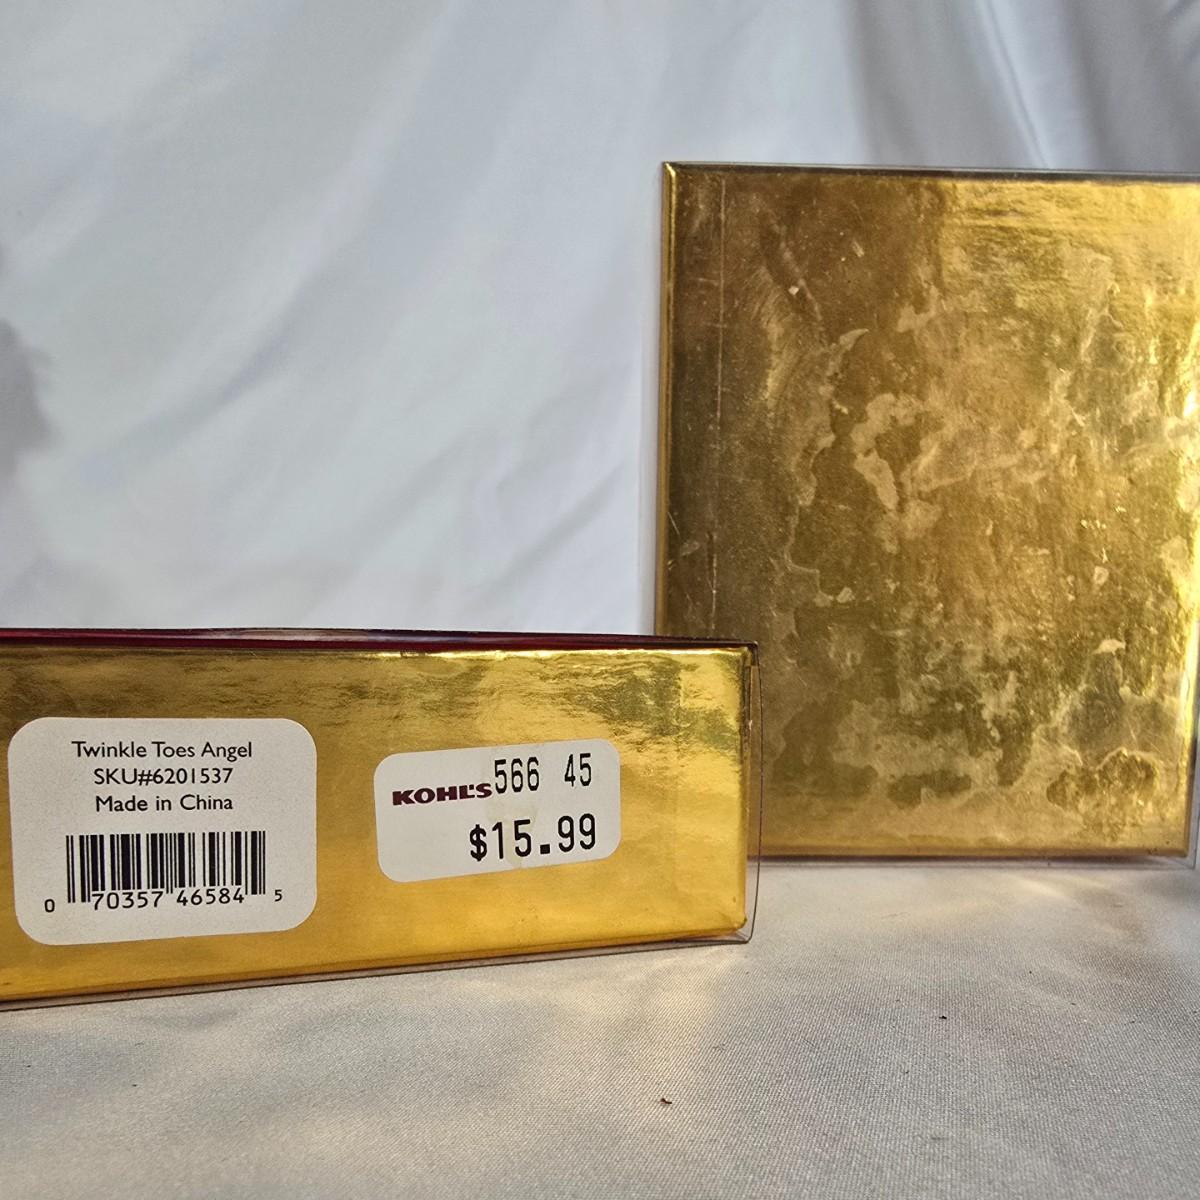 Twinkle Toes Angel
SKU#6201537
Made in China
0 70357 46584 5
KOHL'S 566 45
$15.99